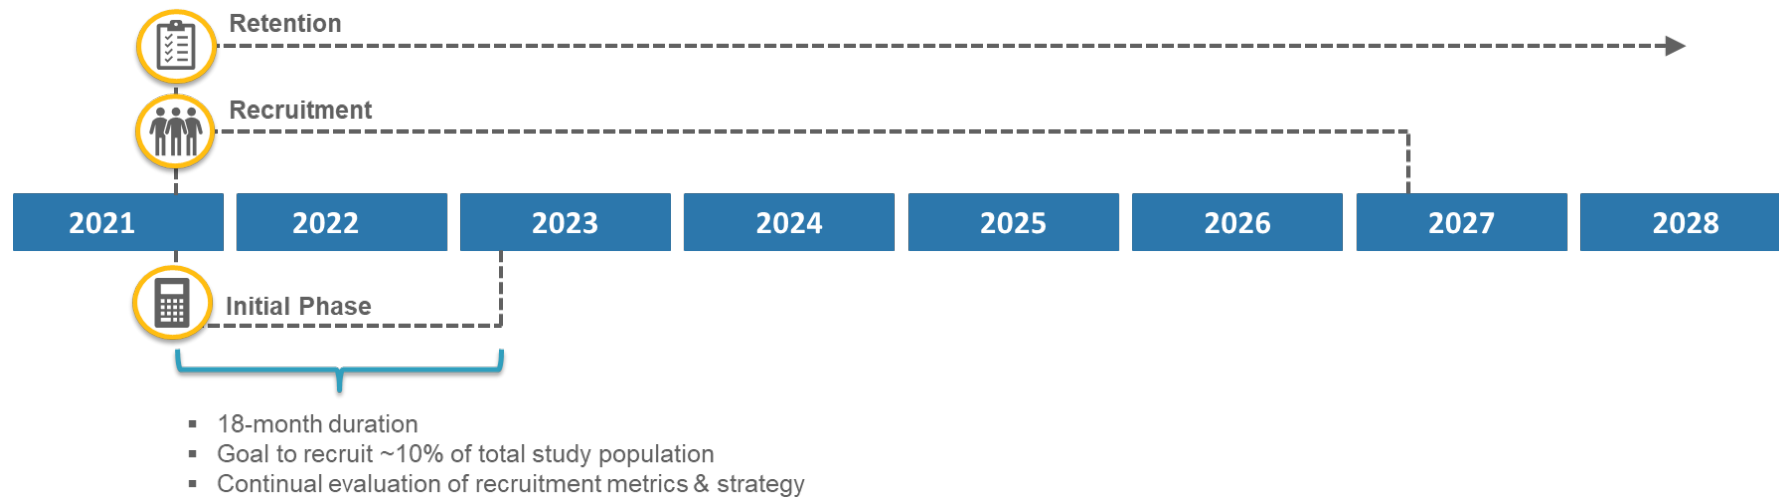 Retention
Recruitment
2021 2022 2023 2024 2025 2026 2027 2028
Initial Phase
▪ 18-month duration
▪ Goal to recruit ~10% of total study population
▪ Continual evaluation of recruitment metrics & strategy